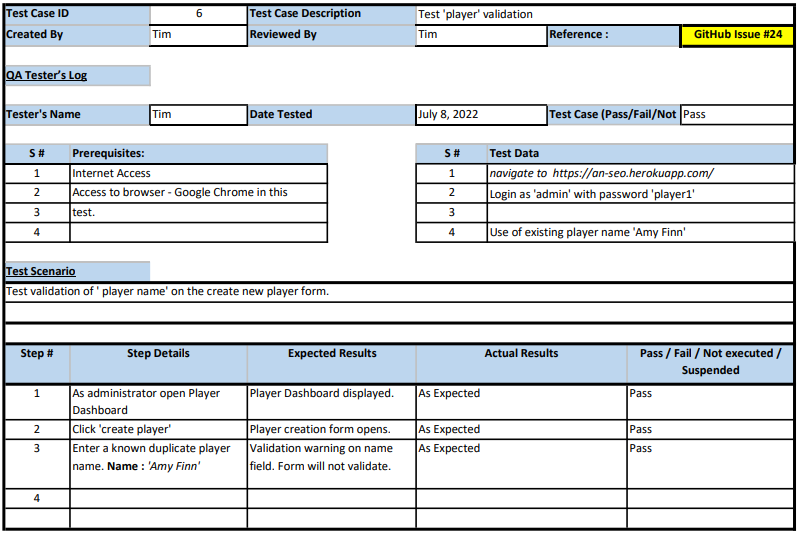 Test Case ID 6 Test Case Description Test 'player' validation
Created By Tim Reviewed By Tim Reference : GitHub Issue #24
QA Tester's Log
Tester's Name Tim Date Tested July 8, 2022 Test Case (Pass/Fail/Not Pass
S # Prerequisites: S # Test Data
1 Internet Access 1 navigate to https://an-seo.herokuapp.com/
2 Access to browser - Google Chrome in this 2 Login as 'admin' with password 'player1'
3 test. 3
4 4 Use of existing player name 'Amy Finn'
Test Scenario
Test validation of ' player name' on the create new player form.
Step # Step Details Expected Results Actual Results Pass / Fail / Not executed /
Suspended
1 As administrator open Player Player Dashboard displayed. As Expected Pass
Dashboard
2 Click 'create player' Player creation form opens. As Expected Pass
3 Enter a known duplicate player Validation warning on name As Expected Pass
name. Name : 'Amy Finn' field. Form will not validate.
4